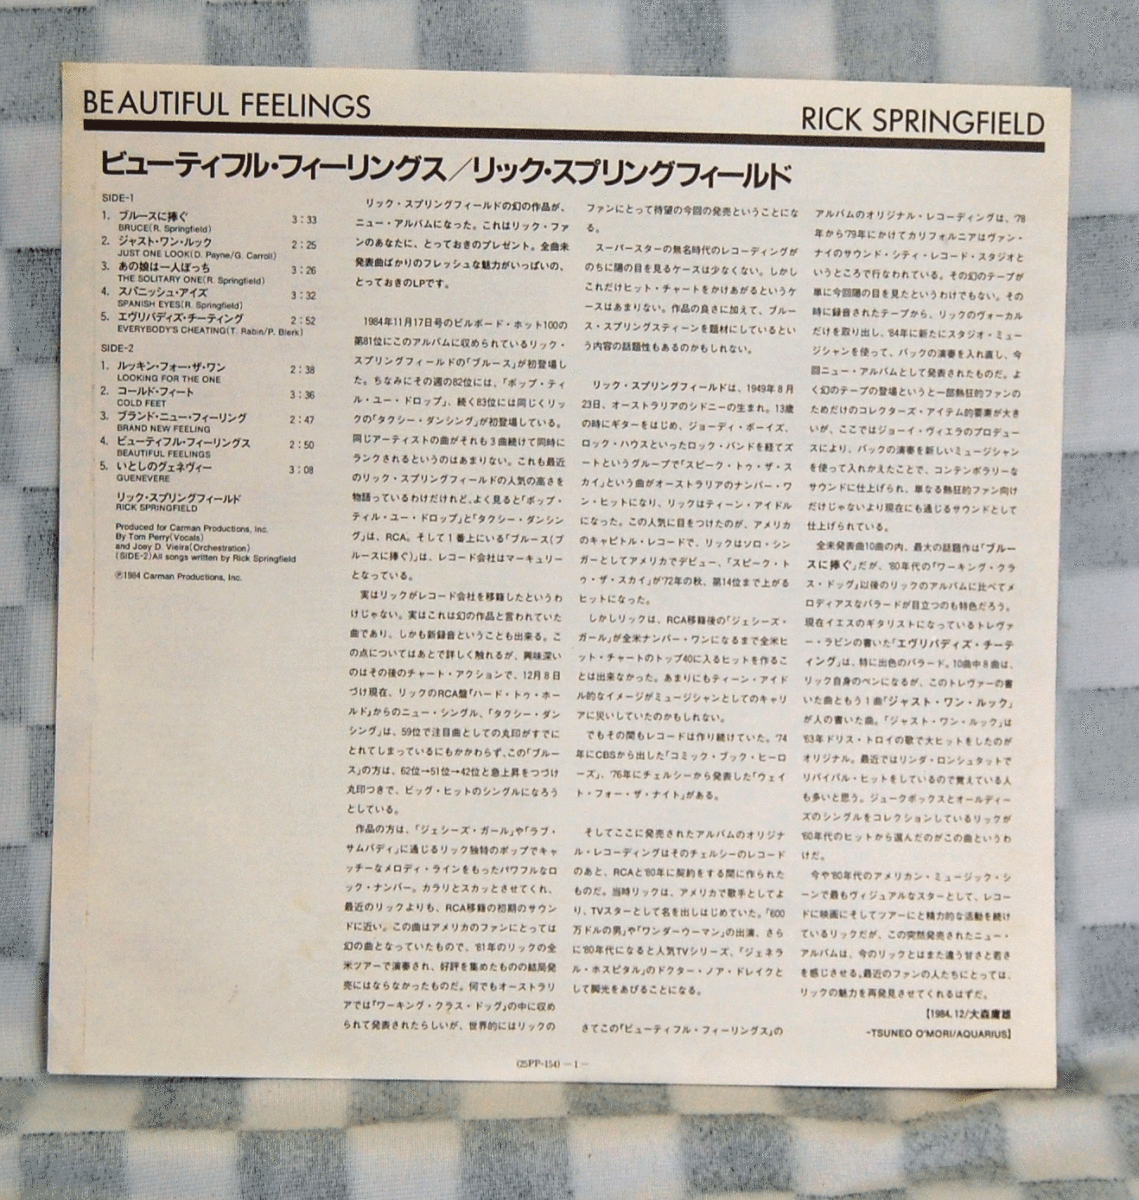 BEAUTIFUL FEELINGS
RICK SPRINGFIELD
ビューティフル・フィーリングス／リック・スプリングフィールド
SIDE-1
1. ブルースに捧ぐ 3：33
BRUCE(R. Springfield)
2. ジャスト・ワン・ルック 2：25
JUST ONE LOOK(D. Payne/G. Carroll)
3. あの娘は一人ぼっち 3：26
THE SOLITARY ONE(R. Springfield)
4. スパニッシュ・アイズ 3：32
SPANISH EYES(R. Springfield)
5. エヴリバディズ・チーティング 2：52
EVERYBODY'S CHEATING(T. Rabin/P. Blerk)
SIDE-2
1. ルッキン・フォー・ザ・ワン 2：38
LOOKING FOR THE ONE
2. コールド・フィート 3：36
COLD FEET
3. ブランド・ニュー・フィーリング 2：47
BRAND NEW FEELING
4. ビューティフル・フィーリングス 2：50
BEAUTIFUL FEELINGS
5. いとしのグェネヴィー 3：08
GUENEVERE
リック・スプリングフィールド
RICK SPRINGFIELD
Produced for Carman Productions, Inc.
By Tom Perry(Vocals)
and Joey D. Vieira(Orchestration)
(SIDE-2)All songs written by Rick Springfield
℗1984 Carman Productions, Inc.
リック・スプリングフィールドの幻の作品が、
ニュー・アルバムになった。これはリック・ファ
ンのあなたに、とっておきのプレゼント。全曲未
発表曲ばかりのフレッシュな魅力がいっぱいの、
とっておきのLPです。
1984年11月17日号のビルボード・ホット100の
第81位にこのアルバムに収められているリック・
スプリングフィールドの「ブルース」が初登場し
た。ちなみにその週の82位には、「ポップ・ティ
ル・ユー・ドロップ」、続く83位には同じくリッ
クの「タクシー・ダンシング」が初登場している。
同じアーティストの曲がそれも3曲続けて同時に
ランクされるというのはあまりない。これも最近
のリック・スプリングフィールドの人気の高さを
物語っているわけだけれど、よく見ると「ポップ・
ティル・ユー・ドロップ」と「タクシー・ダンシン
グ」は、RCA。そして1番上にいる「ブルース(ブ
ルースに捧ぐ)」は、レコード会社はマーキュリー
となっている。
実はリックがレコード会社を移籍したというわ
けじゃない。実はこれは幻の作品と言われていた
曲であり、しかも新録音ということも出来る。こ
の点についてはあとで詳しく触れるが、興味深い
のはその後のチャート・アクションで、12月8日
づけ現在、リックのRCA盤「ハード・トゥ・ホー
ルド」からのニュー・シングル、「タクシー・ダン
シング」は、59位で注目曲としての丸印がすでに
とれてしまっているにもかかわらず、この「ブルー
ス」の方は、62位→51位→42位と急上昇をつづけ
丸印つきで、ビッグ・ヒットのシングルになろう
としている。
作品の方は、「ジェシーズ・ガール」や「ラブ・
サムバディ」に通じるリック独特のポップでキャ
ッチーなメロディ・ラインをもったパワフルなロ
ック・ナンバー。カラリとスカッとさせてくれ、
最近のリックよりも、RCA移籍の初期のサウン
ドに近い。この曲はアメリカのファンにとっては
幻の曲となっていたもので、'81年のリックの全
米ツアーで演奏され、好評を集めたものの結局発
売にはならなかったものだ。何でもオーストラリ
アでは「ワーキング・クラス・ドッグ」の中に収め
られて発表されたらしいが、世界的にはリックの
ファンにとって待望の今回の発売ということにな
る。
スーパースターの無名時代のレコーディングが
のちに陽の目を見るケースは少なくない。しかし
これだけヒット・チャートをかけあがるというケ
ースはあまりない。作品の良さに加えて、ブルー
ス・スプリングスティーンを題材にしているとい
う内容の話題性もあるのかもしれない。
リック・スプリングフィールドは、1949年8月
23日、オーストラリアのシドニーの生まれ。13歳
の時にギターをはじめ、ジョーディ・ボーイズ、
ロック・ハウスといったロック・バンドを経てズ
ートというグループで「スピーク・トゥ・ザ・ス
カイ」という曲がオーストラリアのナンバー・ワ
ン・ヒットになり、リックはティーン・アイドル
になった。この人気に目をつけたのが、アメリカ
のキャピトル・レコードで、リックはソロ・シン
ガーとしてアメリカでデビュー、「スピーク・ト
ゥ・ザ・スカイ」が'72年の秋、第14位まで上がる
ヒットになった。
しかしリックは、RCA移籍後の「ジェシーズ・
ガール」が全米ナンバー・ワンになるまで全米ヒ
ット・チャートのトップ40に入るヒットを作るこ
とは出来なかった。あまりにもティーン・アイド
ル的なイメージがミュージシャンとしてのキャリ
アに災いしていたのかもしれない。
でもその間もレコードは作り続けていた。'74
年にCBSから出した「コミック・ブック・ヒーロ
ーズ」、'76年にチェルシーから発表した「ウェイ
ト・フォー・ザ・ナイト」がある。
そしてここに発売されたアルバムのオリジナ
ル・レコーディングはそのチェルシーのレコード
のあと、RCAと'80年に契約をする間に作られた
ものだ。当時リックは、アメリカで歌手としてよ
り、TVスターとして名を出しはじめていた。「600
万ドルの男」や「ワンダーウーマン」の出演、さら
に'80年代になると人気TVシリーズ、「ジェネラ
ル・ホスピタル」のドクター・ノア・ドレイクと
して脚光をあびることになる。
さてこの「ビューティフル・フィーリングス」の
アルバムのオリジナル・レコーディングは、'78
年から'79年にかけてカリフォルニアはヴァン・
ナイのサウンド・シティ・レコード・スタジオと
いうところで行なわれている。その幻のテープが
単に今回陽の目を見たというわけでもない。その
時に録音されたテープから、リックのヴォーカル
だけを取り出し、'84年に新たにスタジオ・ミュー
ジシャンを使って、バックの演奏を入れ直し、今
回ニュー・アルバムとして発表されたものだ。よ
く幻のテープの登場というと一部熱狂的ファンの
ためだけのコレクターズ・アイテム的要素が大き
いが、ここではジョーイ・ヴィエラのプロデュー
スにより、バックの演奏を新しいミュージシャン
を使って入れかえたことで、コンテンポラリーな
サウンドに仕上げられ、単なる熱狂的ファン向け
だけじゃないより現在にも通じるサウンドとして
仕上げられている。
全未発表曲10曲の内、最大の話題作は「ブルー
スに捧ぐ」だが、'80年代の「ワーキング・クラ
ス・ドッグ」以後のリックのアルバムに比べてメ
ロディアスなバラードが目立つのも特色だろう。
現在イエスのギタリストになっているトレヴァ
ー・ラビンの書いた「エヴリバディズ・チーテ
ィング」は、特に出色のバラード。10曲中8曲は、
リック自身のペンになるが、このトレヴァーの書
いた曲ともう1曲「ジャスト・ワン・ルック」
が人の書いた曲。「ジャスト・ワン・ルック」は
'63年ドリス・トロイの歌で大ヒットをしたのが
オリジナル。最近ではリンダ・ロンシュタットで
リバイバル・ヒットをしているので覚えている人
も多いと思う。ジュークボックスとオールディー
ズのシングルをコレクションしているリックが
'60年代のヒットから選んだのがこの曲というわ
けだ。
今や'80年代のアメリカン・ミュージック・シ
ーンで最もヴィジュアルなスターとして、レコー
ドに映画にそしてツアーにと精力的な活動を続け
ているリックだが、この突然発売されたニュー・
アルバムは、今のリックとはまた違う甘さと若さ
を感じさせる。最近のファンの人たちにとっては、
リックの魅力を再発見させてくれるはずだ。
【1984.12/大森庸雄
-TSUNEO O'MORI/AQUARIUS】
(25PP-154) －1－